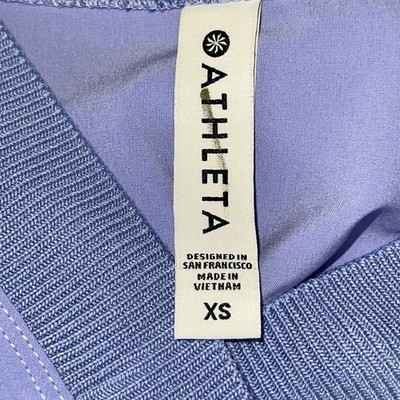 ATHLETA
DESIGNED IN
SAN FRANCISCO
MADE IN
VIETNAM
XS